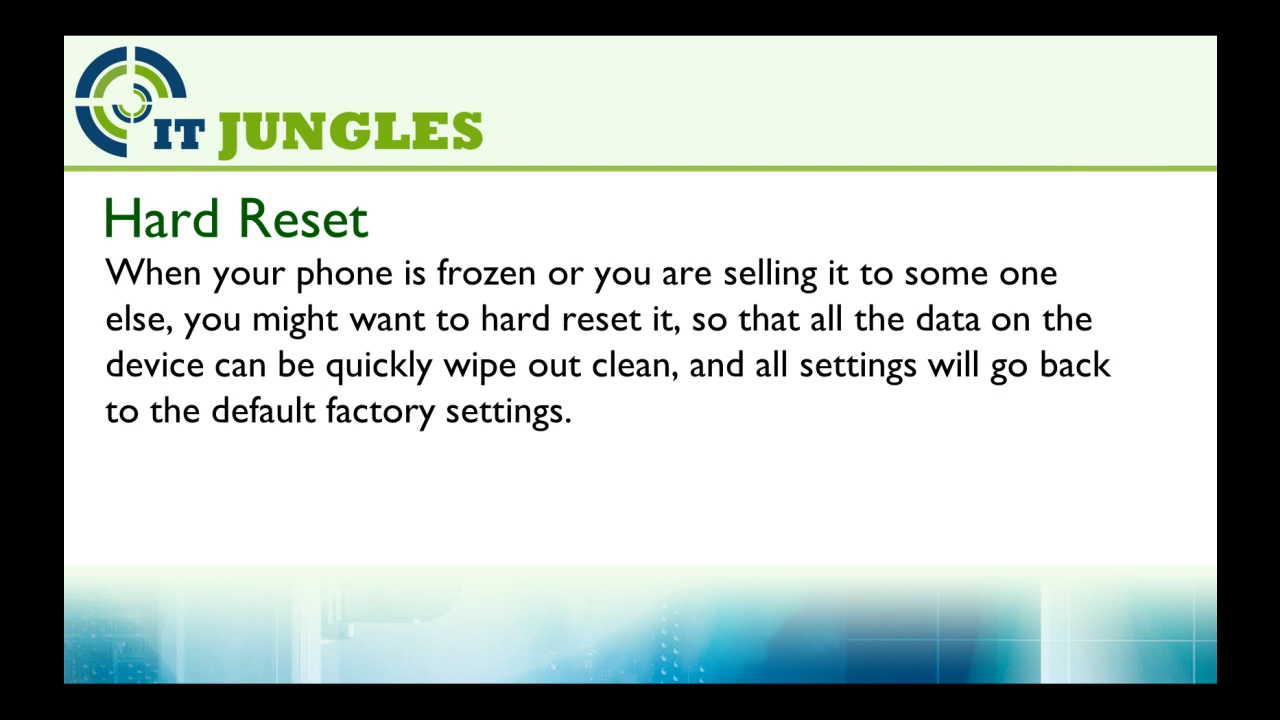 IT JUNGLES
Hard Reset
When your phone is frozen or you are selling it to some one
else, you might want to hard reset it, so that all the data on the
device can be quickly wipe out clean, and all settings will go back
to the default factory settings.